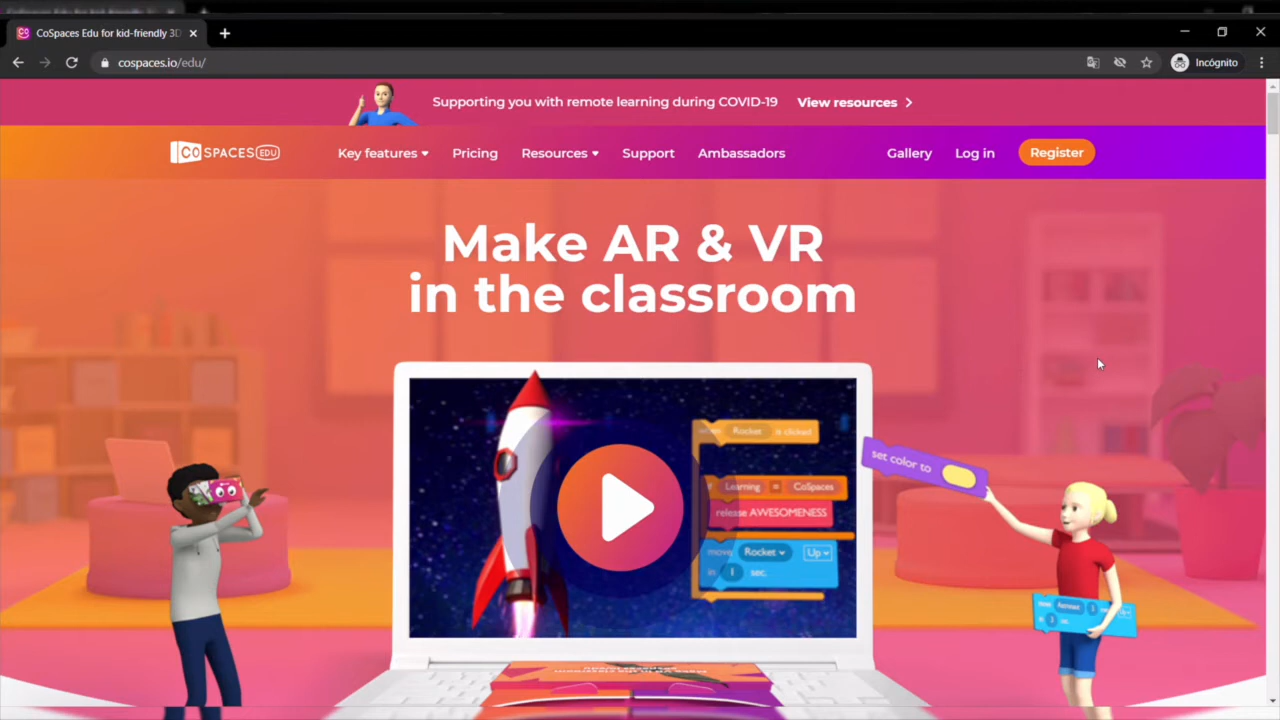 CoSpaces Edu for kid-friendly 3D
cospaces.io/edu/
Incógnito
Supporting you with remote learning during COVID-19 View resources
COSPACES EDU
Key features
Pricing
Resources
Support
Ambassadors
Gallery
Log in
Register
Make AR & VR
in the classroom
Rocket is clicked
Learning = CoSpaces
release AWESOMENESS
move Rocket Up
in 1 sec.
set color to